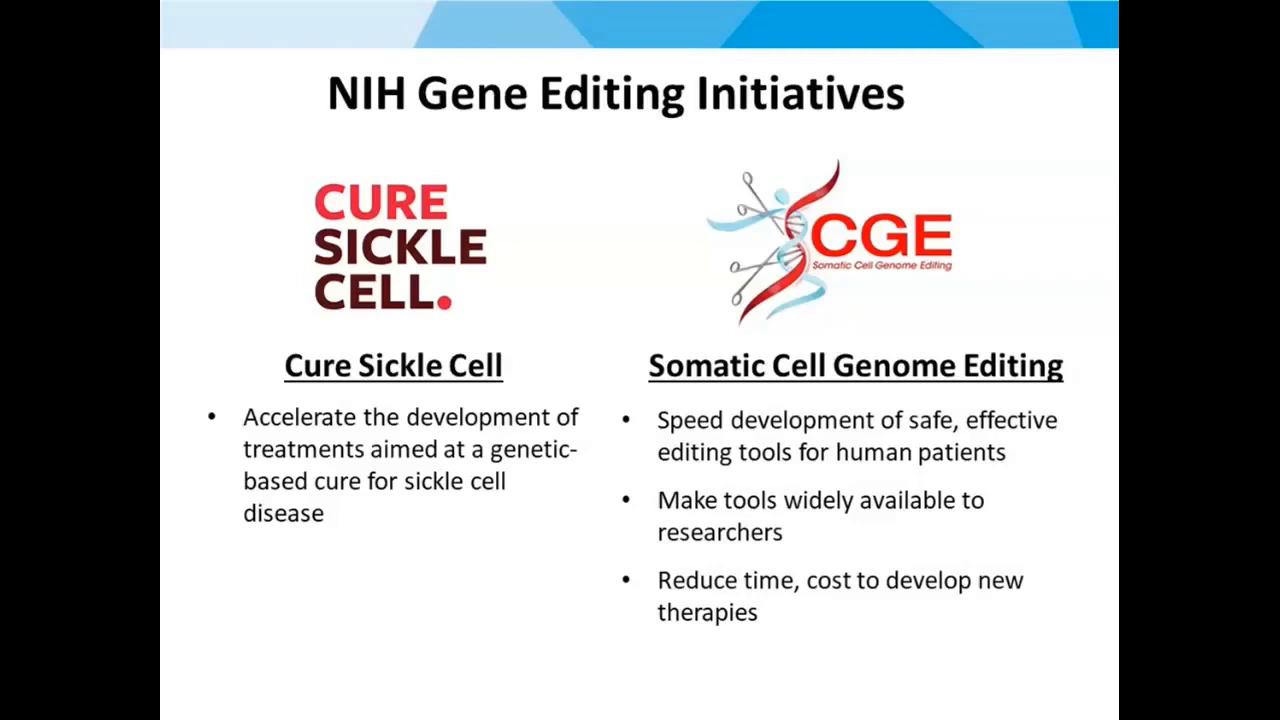 NIH Gene Editing Initiatives
CURE
SICKLE
CELL.
SCGE
Somatic Cell Genome Editing
Cure Sickle Cell
• Accelerate the development of
treatments aimed at a genetic-
based cure for sickle cell
disease
Somatic Cell Genome Editing
• Speed development of safe, effective
editing tools for human patients
• Make tools widely available to
researchers
• Reduce time, cost to develop new
therapies